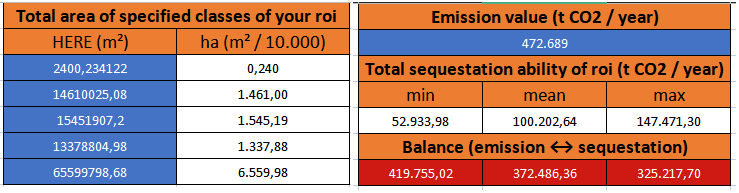 Total area of specified classes of your roi
HERE (m²) ha (m² / 10.000)
2400,234122 0,240
14610025,08 1.461,00
15451907,2 1.545,19
13378804,98 1.337,88
65599798,68 6.559,98
Emission value (t CO2 / year)
472.689
Total sequestation ability of roi (t CO2 / year)
min mean max
52.933,98 100.202,64 147.471,30
Balance (emission ↔ sequestation)
419.755,02 372.486,36 325.217,70